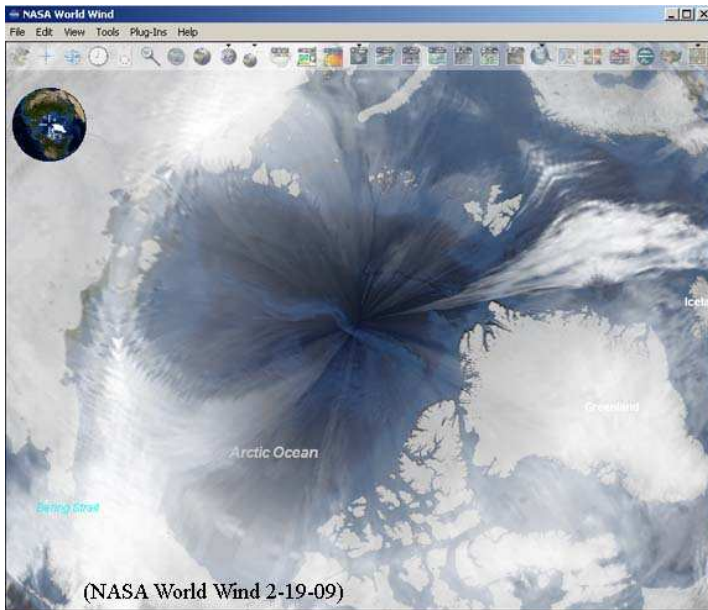 NASA World Wind
File Edit View Tools Plug-Ins Help
Greenland
Arctic Ocean
Bering Strait
(NASA World Wind 2-19-09)